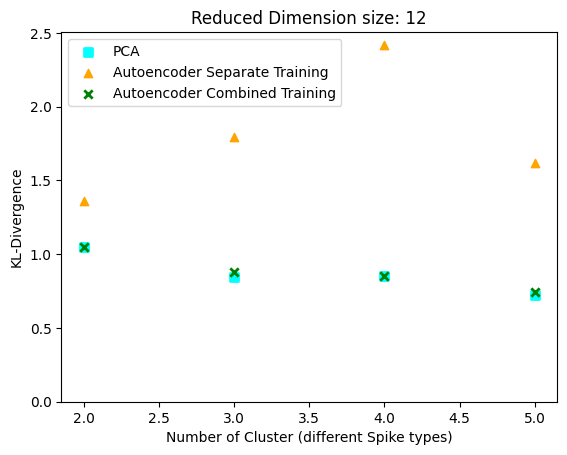 Reduced Dimension size: 12
PCA
Autoencoder Separate Training
Autoencoder Combined Training
KL-Divergence
2.5
2.0
1.5
1.0
0.5
0.0
2.0 2.5 3.0 3.5 4.0 4.5 5.0
Number of Cluster (different Spike types)